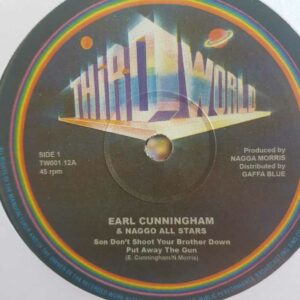 THIRD WORLD
SIDE 1
TW001.12A
45 rpm
Produced by
NAGGA MORRIS
Distributed by
GAFFA BLUE
EARL CUNNINGHAM
& NAGGO ALL STARS
Son Don't Shoot Your Brother Down
Put Away The Gun
(E. Cunningham/N.Morris)